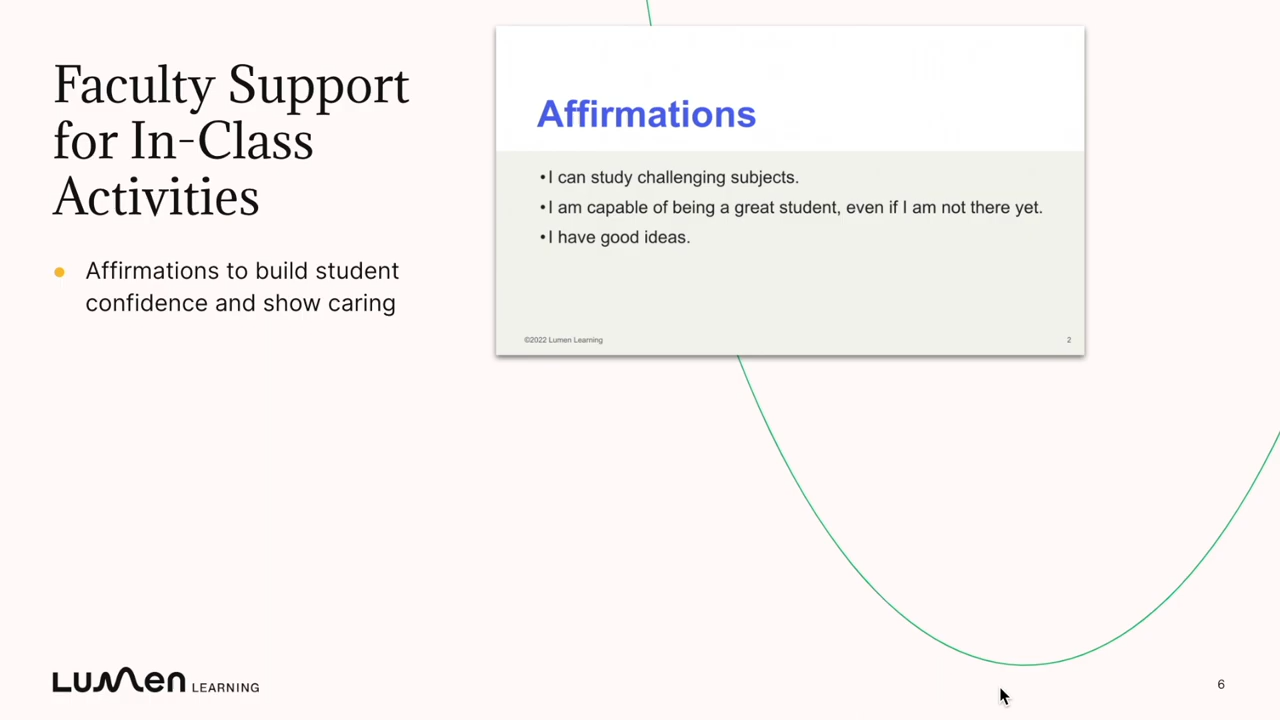 Faculty Support
for In-Class
Activities
Affirmations to build student
confidence and show caring
Affirmations
•I can study challenging subjects.
•I am capable of being a great student, even if I am not there yet.
•I have good ideas.
©2022 Lumen Learning
2
Lumen LEARNING
6